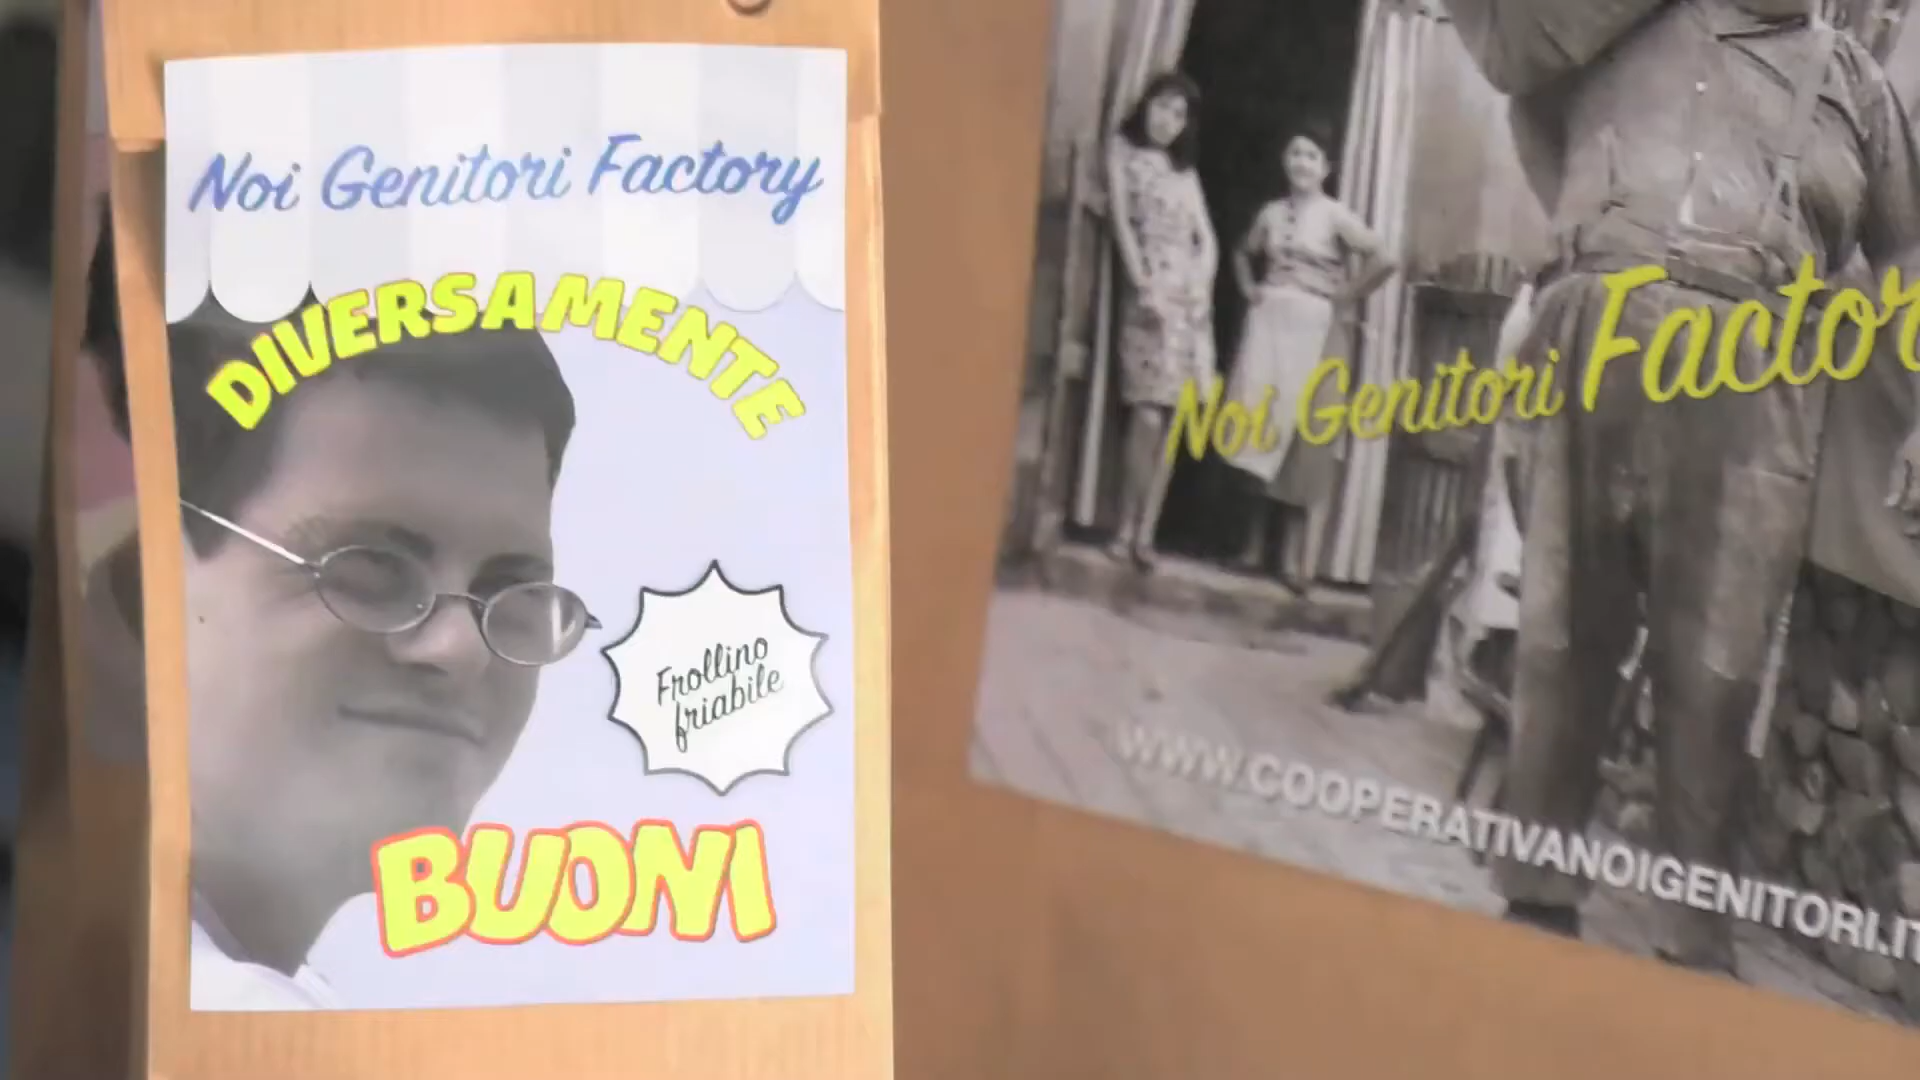 Noi Genitori Factory
DIVERSAMENTE
Frollino
friabile
BUONI
Noi Genitori Factor
WWW.COOPERATIVANOIGENITORI.IT